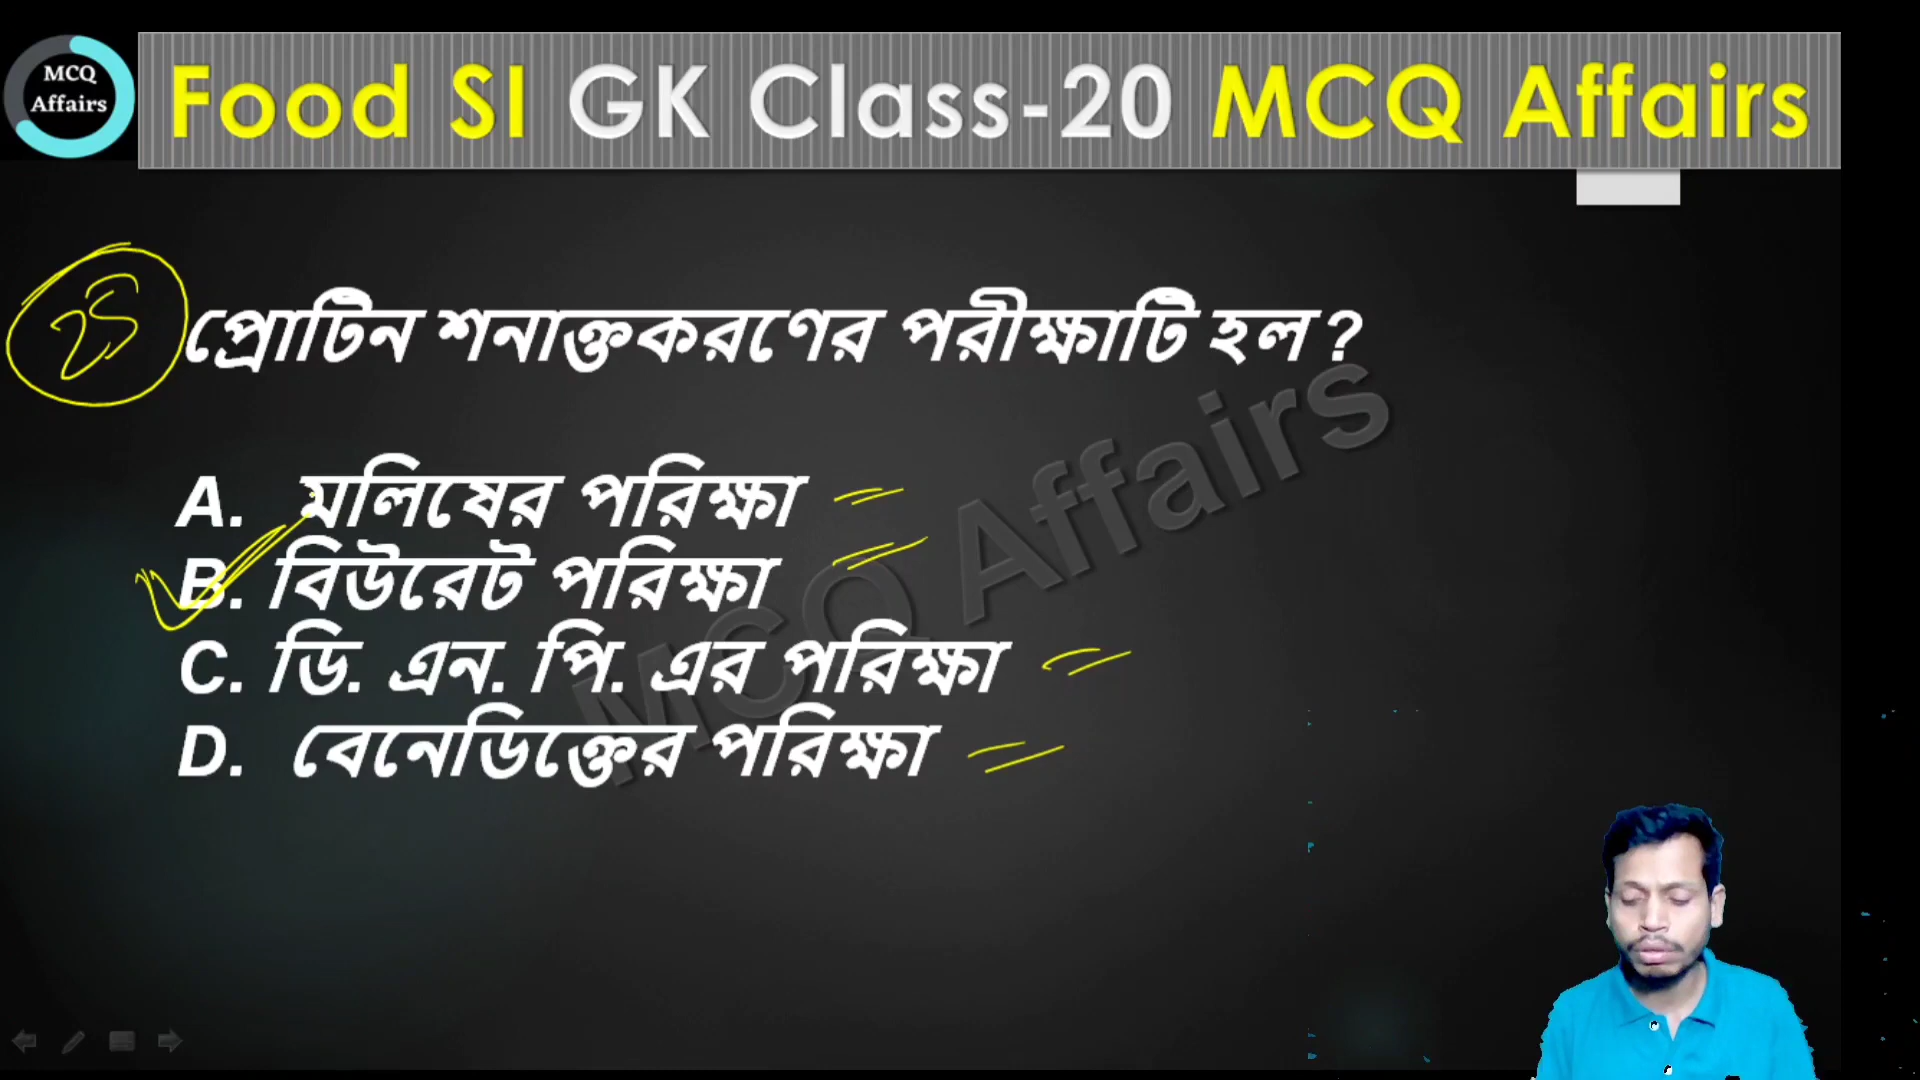 MCQ
Affairs
Food SI GK Class-20 MCQ Affairs
25
প্রোটিন শনাক্তকরণের পরীক্ষাটি হল?
A. মলিষের পরিক্ষা
B. বিউরেট পরিক্ষা
C. ডি. এন. পি. এর পরিক্ষা
D. বেনেডিক্তের পরিক্ষা
MCQ Affairs